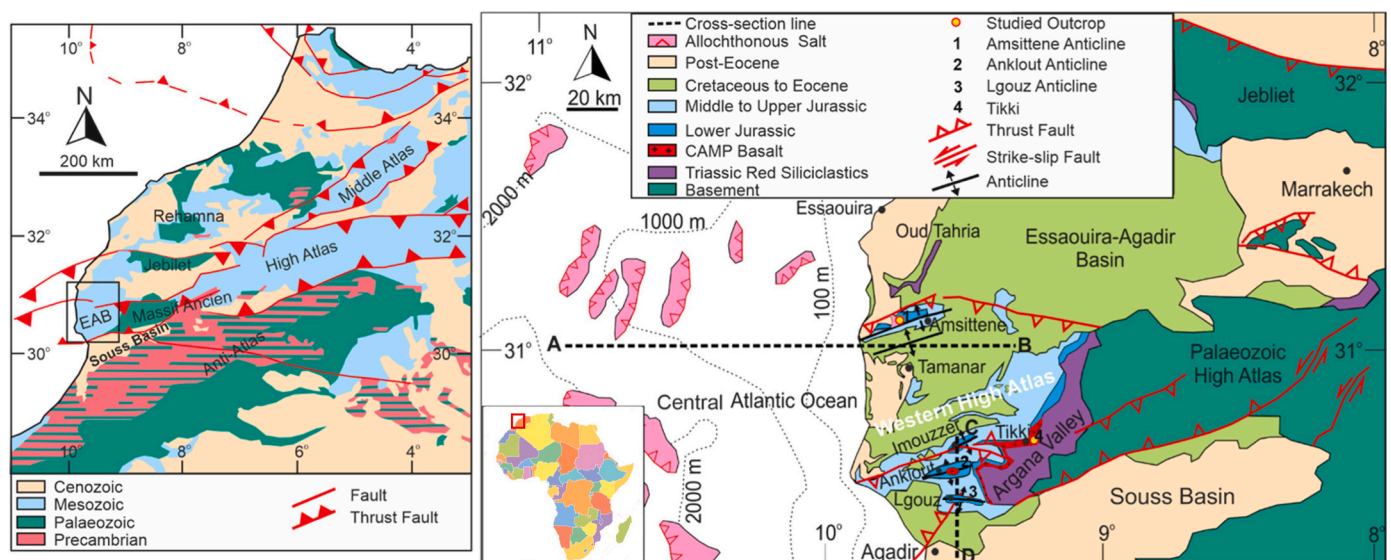 10°
8°
6°
4°
N
200 km
34°
34°
Middle Atlas
Rehamna
32°
32°
High Atlas
Jebilet
Massif Ancien
EAB
Souss Basin
30°
30°
Anti-Atlas
10°
8°
6°
4°
Cenozoic
Mesozoic
Palaeozoic
Precambrian
Fault
Thrust Fault
11°
32°
N
20 km
Cross-section line
Allochthonous Salt
Post-Eocene
Cretaceous to Eocene
Middle to Upper Jurassic
Lower Jurassic
CAMP Basalt
Triassic Red Siliciclastics
Basement
Studied Outcrop
1 Amsittene Anticline
2 Anklout Anticline
3 Lgouz Anticline
4 Tikki
Thrust Fault
Strike-slip Fault
Anticline
8°
32°
Jebliet
Marrakech
2000 m
1000 m
Essaouira
Oud Tahria
Essaouira-Agadir
Basin
100 m
1
Amsittene
31°
A
B
31°
Tamanar
Palaeozoic
High Atlas
Central Atlantic Ocean
Western High Atlas
Imouzzer
C
Tikki
4
Argana Valley
Anklout
2
Lgouz
3
2000 m
Souss Basin
10°
9°
8°
Agadir
D